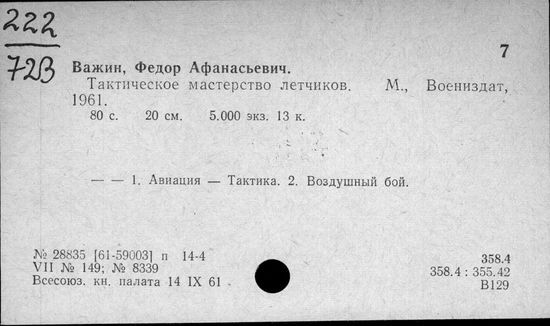 222
72В
7
Важин, Федор Афанасьевич.
Тактическое мастерство летчиков. М., Воениздат,
1961.
80 с. 20 см. 5.000 экз. 13 к.
— — 1. Авиация — Тактика. 2. Воздушный бой.
№ 28835 [61-59003] п 14-4
VII № 149; № 8339
Всесоюз. кн. палата 14 IX 61
358.4
358.4 : 355.42
В129